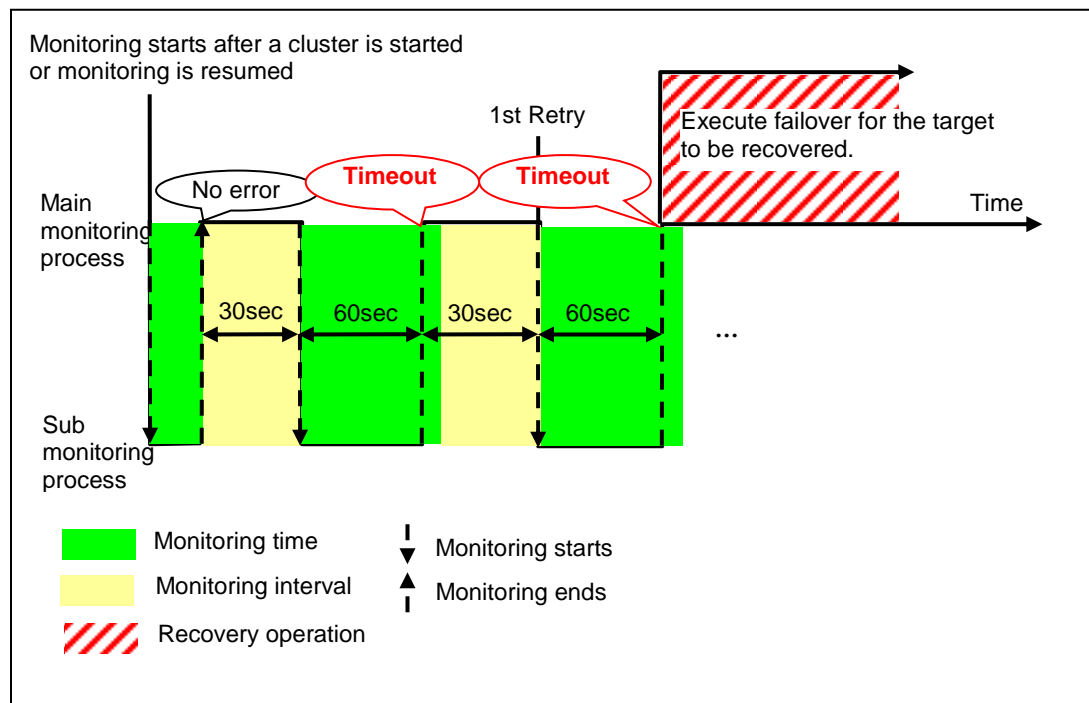 Monitoring starts after a cluster is started
or monitoring is resumed
1st Retry
Execute failover for the target
to be recovered.
No error
Timeout
Timeout
Time
Main
monitoring
process
30sec
60sec
30sec
60sec
...
Sub
monitoring
process
Monitoring time
Monitoring starts
Monitoring interval
Monitoring ends
Recovery operation